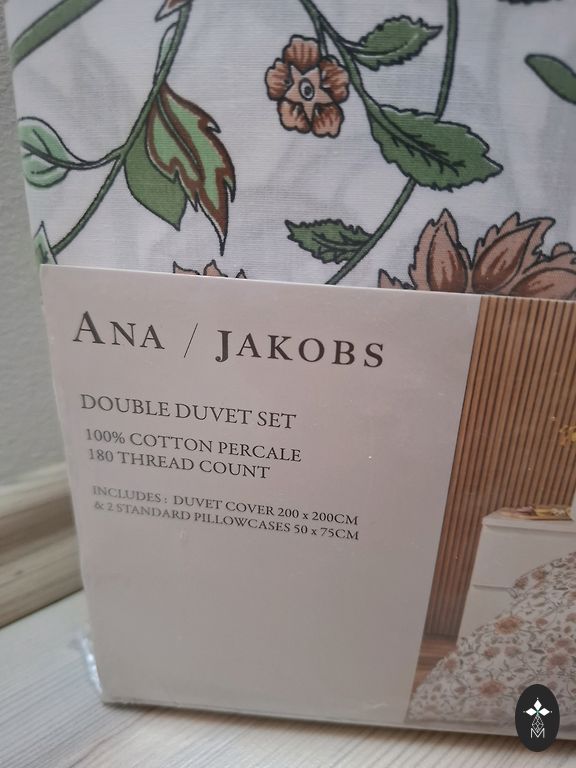 ANA / JAKOBS
DOUBLE DUVET SET
100% COTTON PERCALE
180 THREAD COUNT
INCLUDES : DUVET COVER 200 x 200CM
& 2 STANDARD PILLOWCASES 50 x 75CM
M